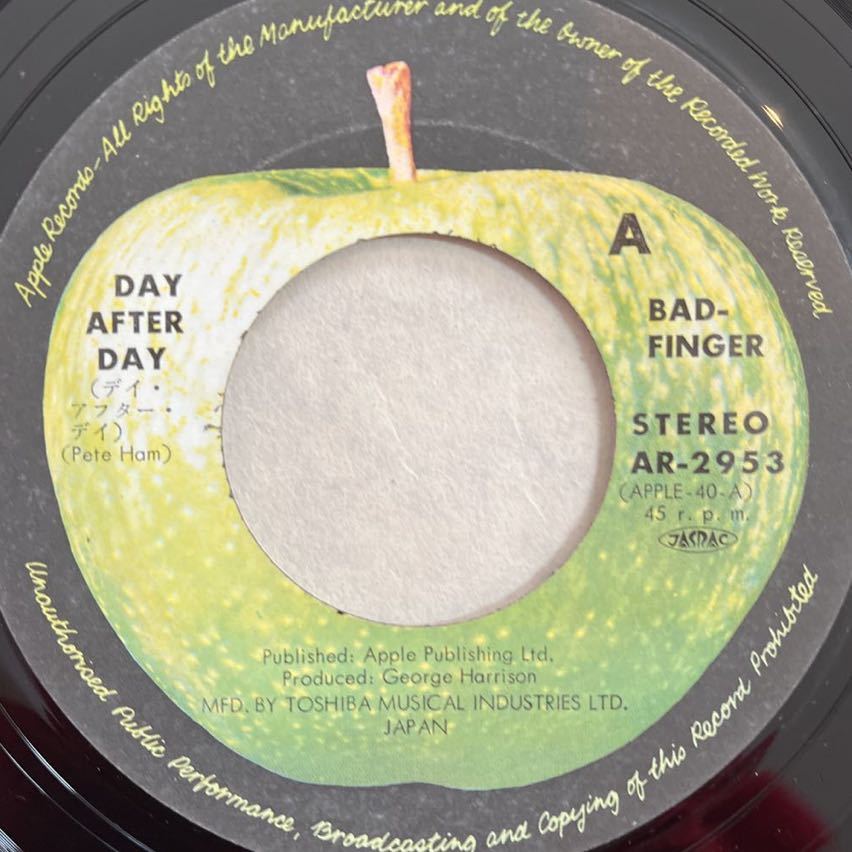 Apple Records-All Rights of the Manufacturer and of the Owner of the Recorded Work Reserved
A
DAY
AFTER
DAY
(デイ・
アフター・
デイ)
(Pete Ham)
BAD-
FINGER
STEREO
AR-2953
(APPLE-40-A)
45 r. p. m.
JASRAC
Published: Apple Publishing Ltd.
Produced: George Harrison
MFD. BY TOSHIBA MUSICAL INDUSTRIES LTD.
JAPAN
Unauthorised Public Performance, Broadcasting and Copying of this Record Prohibited